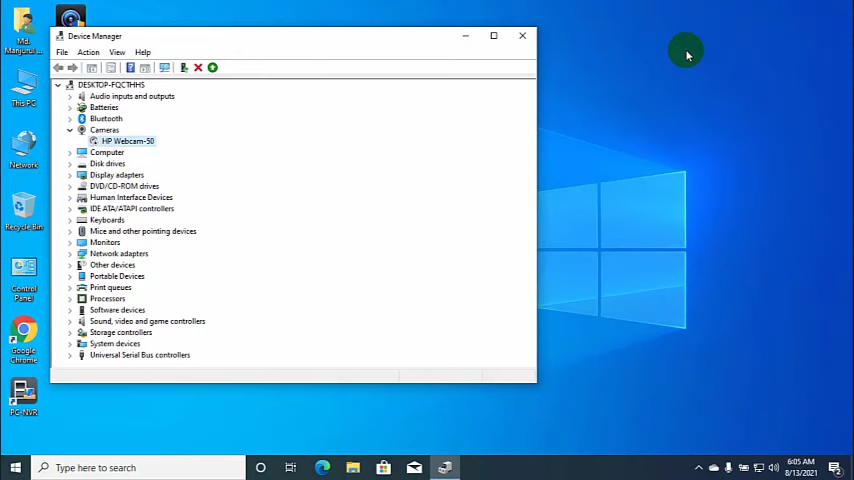 Device Manager
File Action View Help
DESKTOP-FQCTHHS
Audio inputs and outputs
Batteries
Bluetooth
Cameras
HP Webcam-50
Computer
Disk drives
Display adapters
DVD/CD-ROM drives
Human Interface Devices
IDE ATA/ATAPI controllers
Keyboards
Mice and other pointing devices
Monitors
Network adapters
Other devices
Portable Devices
Print queues
Processors
Software devices
Sound, video and game controllers
Storage controllers
System devices
Universal Serial Bus controllers
Md.
Manjurul ...
This PC
Network
Recycle Bin
Control
Panel
Google
Chrome
PC-NVR
Type here to search
6:05 AM
8/13/2021
2